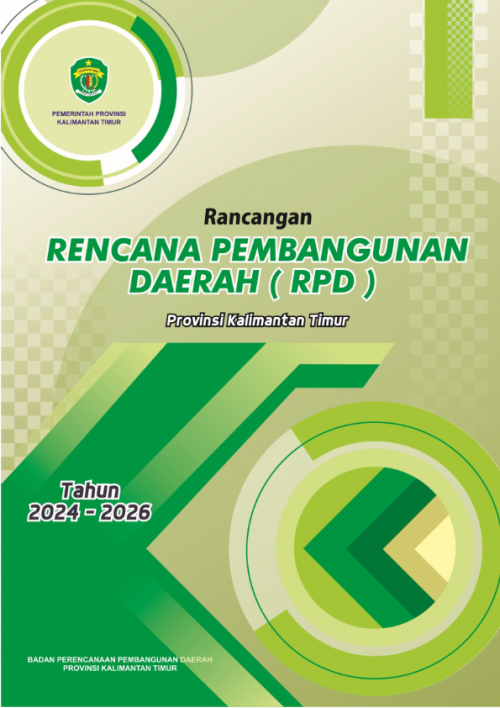 PEMERINTAH PROVINSI
KALIMANTAN TIMUR
Rancangan
RENCANA PEMBANGUNAN
DAERAH ( RPD )
Provinsi Kalimantan Timur
Tahun
2024 - 2026
BADAN PERENCANAAN PEMBANGUNAN DAERAH
PROVINSI KALIMANTAN TIMUR